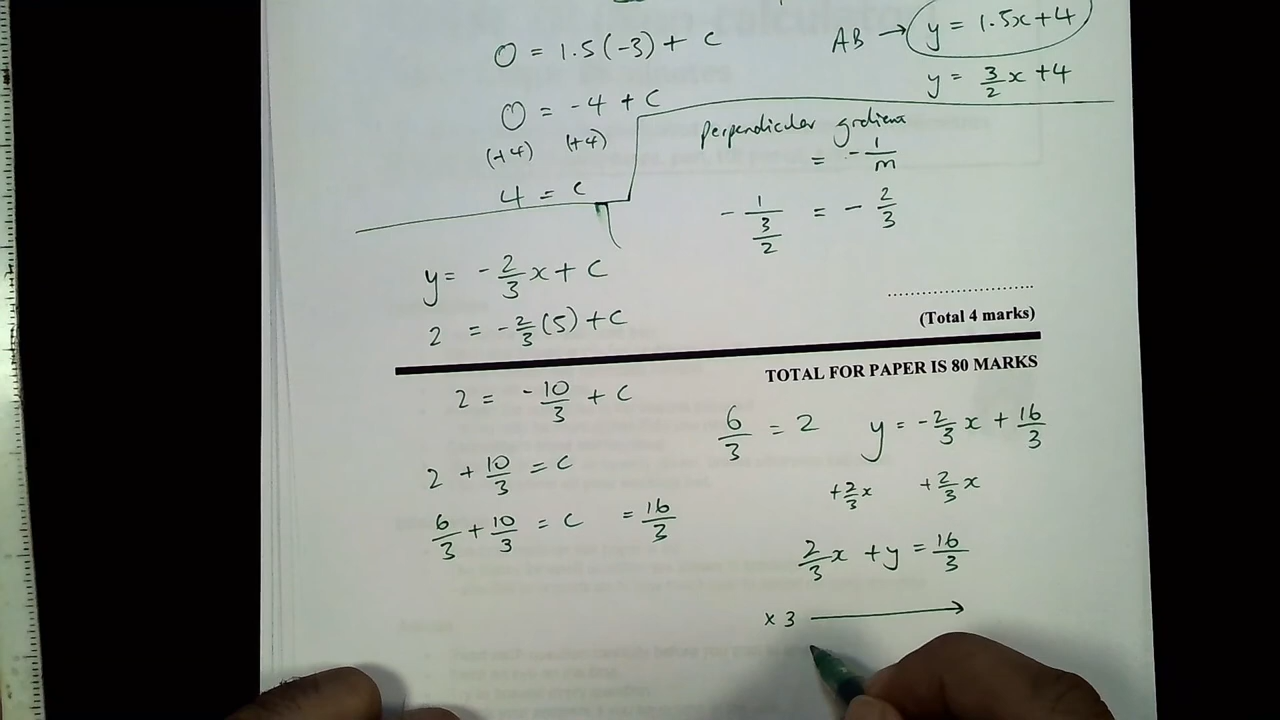 0 = 1.5(-3) + c
0 = -4 + c
(+4) (+4)
4 = c
AB → y = 1.5x+4
y = 3/2 x + 4
Perpendicular
= - 1/m
- 1/(3/2) = - 2/3
y = - 2/3 x + c
2 = - 2/3 (5) + c
..............................
(Total 4 marks)
TOTAL FOR PAPER IS 80 MARKS
2 = - 10/3 + c
2 + 10/3 = c
6/3 + 10/3 = c = 16/3
6/3 = 2
y = - 2/3 x + 16/3
+ 2/3 x + 2/3 x
2/3 x + y = 16/3
× 3 →